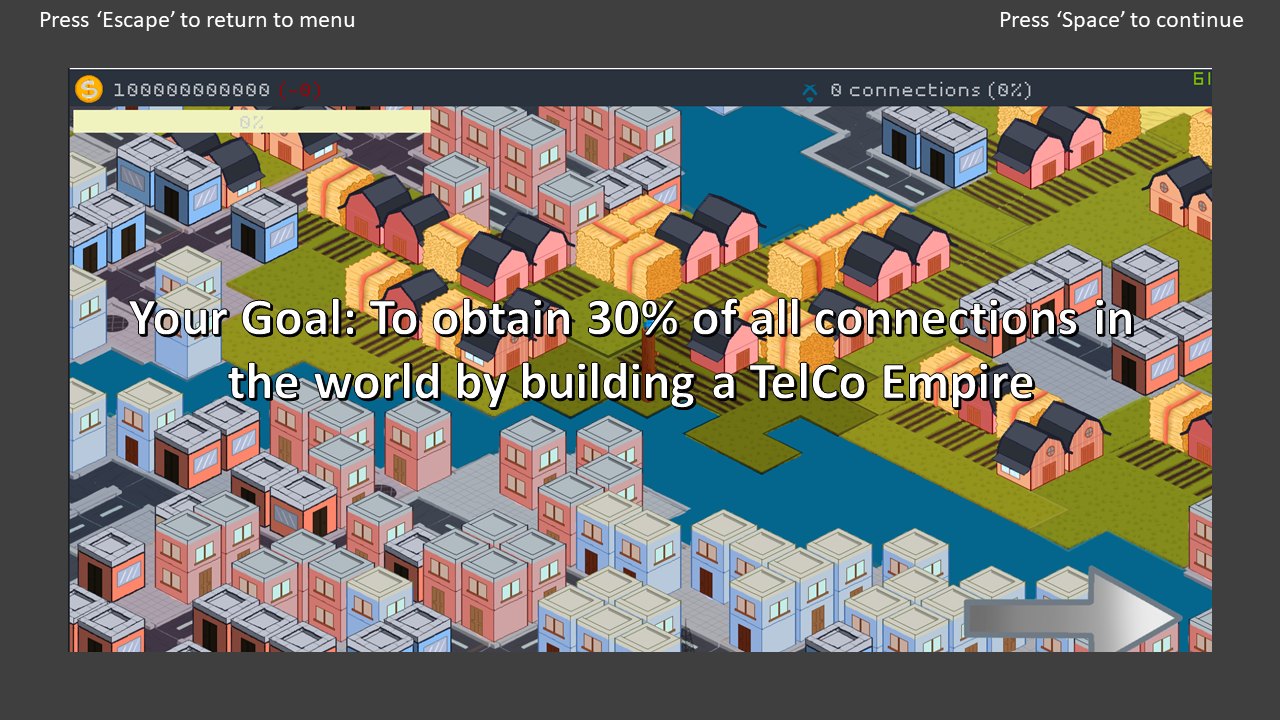 Press ‘Escape’ to return to menu
Press ‘Space’ to continue
100000000000 (-0)
0 connections (0%)
61
0%
Your Goal: To obtain 30% of all connections in
the world by building a TelCo Empire